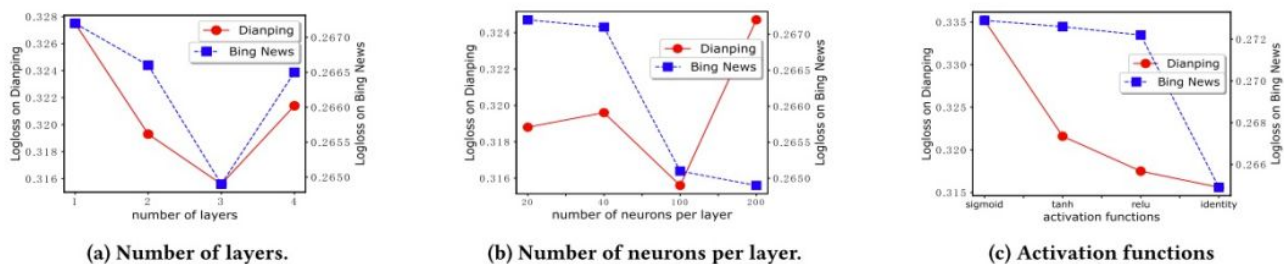 0.328
0.326
0.324
0.322
0.320
0.318
0.316
Logloss on Dianping
Dianping
Bing News
0.2670
0.2665
0.2660
0.2655
0.2650
Logloss on Bing News
1 2 3 4
number of layers
(a) Number of layers.
0.324
0.322
0.320
0.318
0.316
Logloss on Dianping
Dianping
Bing News
0.2670
0.2665
0.2660
0.2655
0.2650
Logloss on Bing News
20 40 100 200
number of neurons per layer
(b) Number of neurons per layer.
0.335
0.330
0.325
0.320
0.315
Logloss on Dianping
Dianping
Bing News
0.272
0.270
0.268
0.266
Logloss on Bing News
sigmoid tanh relu identity
activation functions
(c) Activation functions